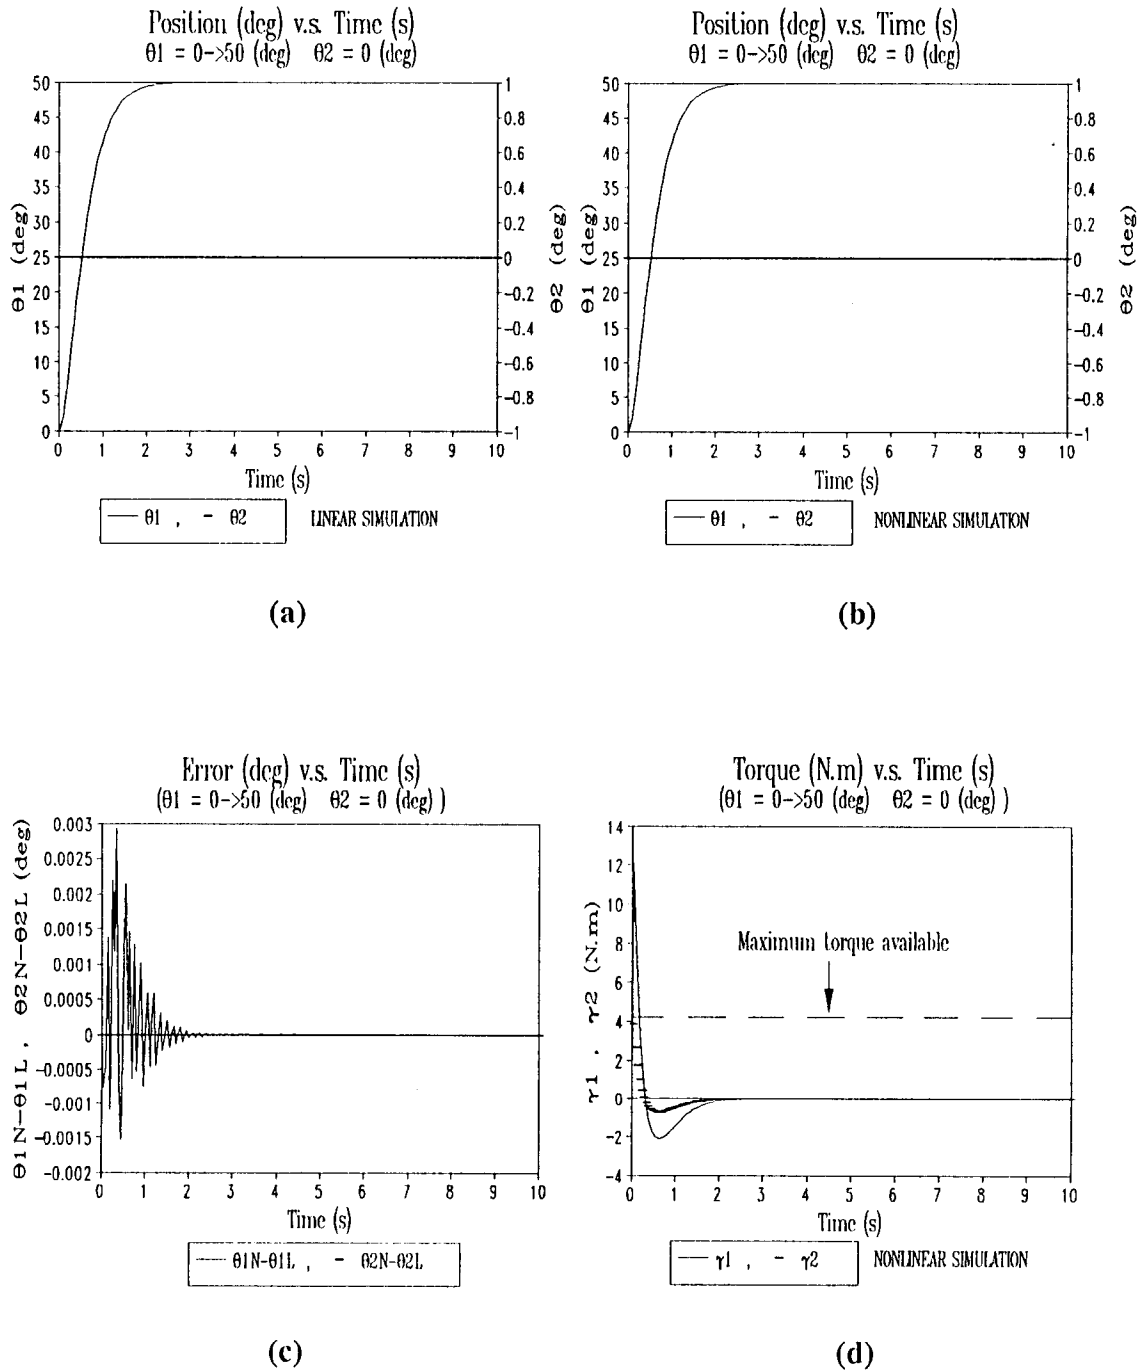 Position (deg) v.s. Time (s)
θ1 = 0->50 (deg) θ2 = 0 (deg)
50
45
40
35
30
25
20
15
10
5
0
θ1 (deg)
1
0.8
0.6
0.4
0.2
0
-0.2
-0.4
-0.6
-0.8
-1
θ2 (deg)
0 1 2 3 4 5 6 7 8 9 10
Time (s)
θ1 , - θ2 LINEAR SIMULATION
(a)
Position (deg) v.s. Time (s)
θ1 = 0->50 (deg) θ2 = 0 (deg)
50
45
40
35
30
25
20
15
10
5
0
θ1 (deg)
1
0.8
0.6
0.4
0.2
0
-0.2
-0.4
-0.6
-0.8
-1
θ2 (deg)
0 1 2 3 4 5 6 7 8 9 10
Time (s)
θ1 , - θ2 NONLINEAR SIMULATION
(b)
Error (deg) v.s. Time (s)
(θ1 = 0->50 (deg) θ2 = 0 (deg) )
0.003
0.0025
0.002
0.0015
0.001
0.0005
0
-0.0005
-0.001
-0.0015
-0.002
θ1N-θ1L , θ2N-θ2L (deg)
0 1 2 3 4 5 6 7 8 9 10
Time (s)
θ1N-θ1L , - θ2N-θ2L
(c)
Torque (N.m) v.s. Time (s)
(θ1 = 0->50 (deg) θ2 = 0 (deg) )
14
12
10
8
6
4
2
0
-2
-4
γ1 , γ2 (N.m)
Maximum torque available
0 1 2 3 4 5 6 7 8 9 10
Time (s)
γ1 , - γ2 NONLINEAR SIMULATION
(d)